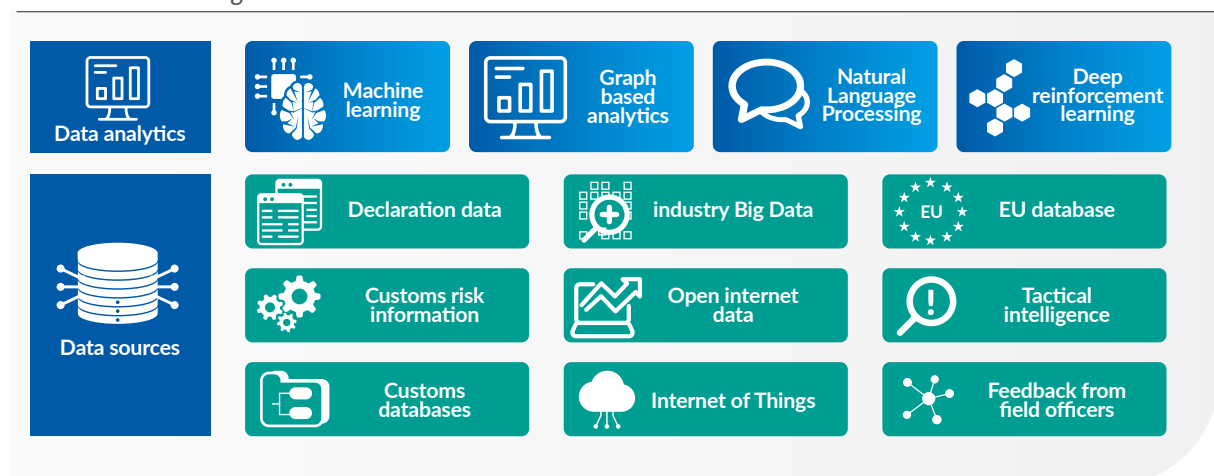 Data analytics
Machine
learning
Graph
based
analytics
Natural
Language
Processing
Deep
reinforcement
learning
Data sources
Declaration data
industry Big Data
EU
EU database
Customs risk
information
Open internet
data
Tactical
intelligence
Customs
databases
Internet of Things
Feedback from
field officers